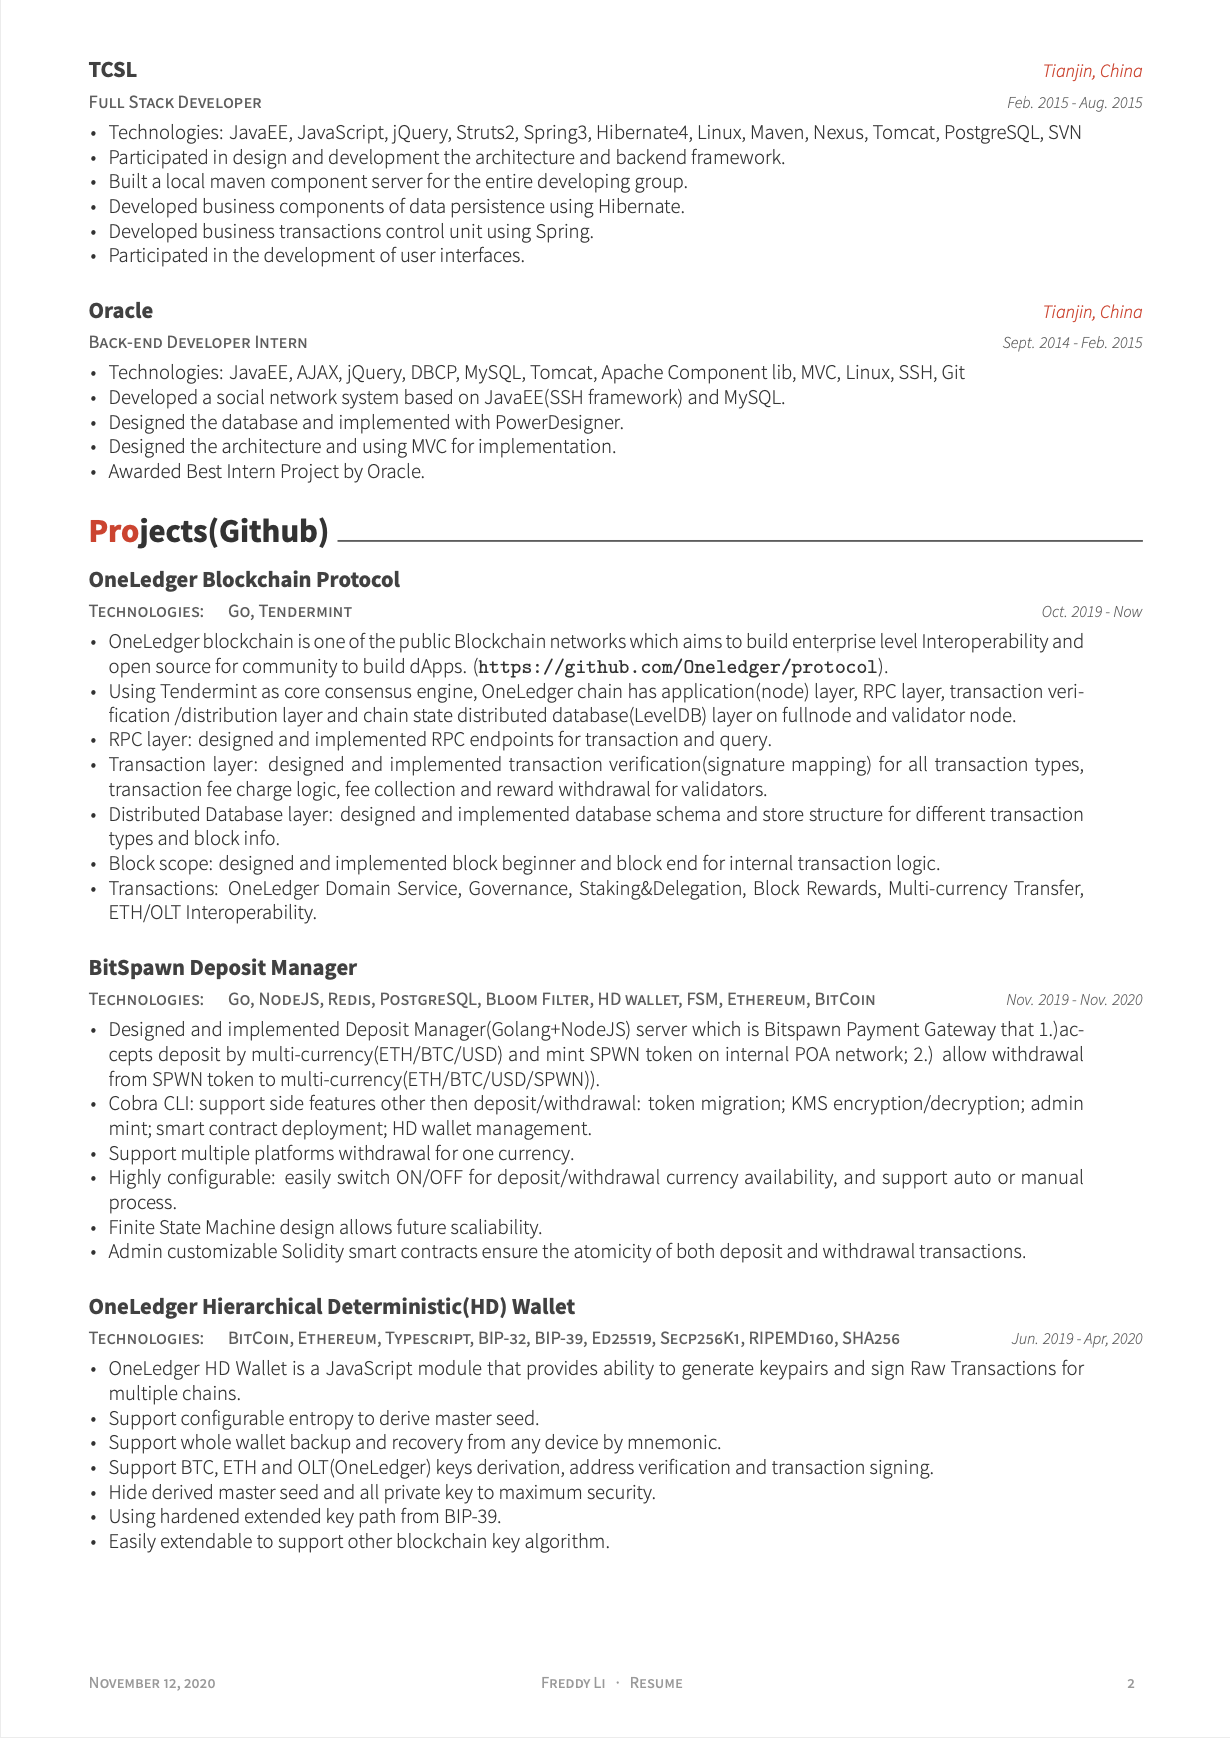 TCSL Tianjin, China
Full Stack Developer Feb. 2015 - Aug. 2015
• Technologies: JavaEE, JavaScript, jQuery, Struts2, Spring3, Hibernate4, Linux, Maven, Nexus, Tomcat, PostgreSQL, SVN
• Participated in design and development the architecture and backend framework.
• Built a local maven component server for the entire developing group.
• Developed business components of data persistence using Hibernate.
• Developed business transactions control unit using Spring.
• Participated in the development of user interfaces.
Oracle Tianjin, China
Back-end Developer Intern Sept. 2014 - Feb. 2015
• Technologies: JavaEE, AJAX, jQuery, DBCP, MySQL, Tomcat, Apache Component lib, MVC, Linux, SSH, Git
• Developed a social network system based on JavaEE(SSH framework) and MySQL.
• Designed the database and implemented with PowerDesigner.
• Designed the architecture and using MVC for implementation.
• Awarded Best Intern Project by Oracle.
Projects(Github)
OneLedger Blockchain Protocol
Technologies: Go, Tendermint Oct. 2019 - Now
• OneLedger blockchain is one of the public Blockchain networks which aims to build enterprise level Interoperability and
open source for community to build dApps. (https://github.com/Oneledger/protocol).
• Using Tendermint as core consensus engine, OneLedger chain has application(node) layer, RPC layer, transaction veri-
fication /distribution layer and chain state distributed database(LevelDB) layer on fullnode and validator node.
• RPC layer: designed and implemented RPC endpoints for transaction and query.
• Transaction layer: designed and implemented transaction verification(signature mapping) for all transaction types,
transaction fee charge logic, fee collection and reward withdrawal for validators.
• Distributed Database layer: designed and implemented database schema and store structure for different transaction
types and block info.
• Block scope: designed and implemented block beginner and block end for internal transaction logic.
• Transactions: OneLedger Domain Service, Governance, Staking&Delegation, Block Rewards, Multi-currency Transfer,
ETH/OLT Interoperability.
BitSpawn Deposit Manager
Technologies: Go, NodeJS, Redis, PostgreSQL, Bloom Filter, HD wallet, FSM, Ethereum, BitCoin Nov. 2019 - Nov. 2020
• Designed and implemented Deposit Manager(Golang+NodeJS) server which is Bitspawn Payment Gateway that 1.)ac-
cepts deposit by multi-currency(ETH/BTC/USD) and mint SPWN token on internal POA network; 2.) allow withdrawal
from SPWN token to multi-currency(ETH/BTC/USD/SPWN)).
• Cobra CLI: support side features other then deposit/withdrawal: token migration; KMS encryption/decryption; admin
mint; smart contract deployment; HD wallet management.
• Support multiple platforms withdrawal for one currency.
• Highly configurable: easily switch ON/OFF for deposit/withdrawal currency availability, and support auto or manual
process.
• Finite State Machine design allows future scaliability.
• Admin customizable Solidity smart contracts ensure the atomicity of both deposit and withdrawal transactions.
OneLedger Hierarchical Deterministic(HD) Wallet
Technologies: BitCoin, Ethereum, Typescript, BIP-32, BIP-39, Ed25519, Secp256K1, RIPEMD160, SHA256 Jun. 2019 - Apr, 2020
• OneLedger HD Wallet is a JavaScript module that provides ability to generate keypairs and sign Raw Transactions for
multiple chains.
• Support configurable entropy to derive master seed.
• Support whole wallet backup and recovery from any device by mnemonic.
• Support BTC, ETH and OLT(OneLedger) keys derivation, address verification and transaction signing.
• Hide derived master seed and all private key to maximum security.
• Using hardened extended key path from BIP-39.
• Easily extendable to support other blockchain key algorithm.
November 12, 2020 Freddy Li · Resume 2